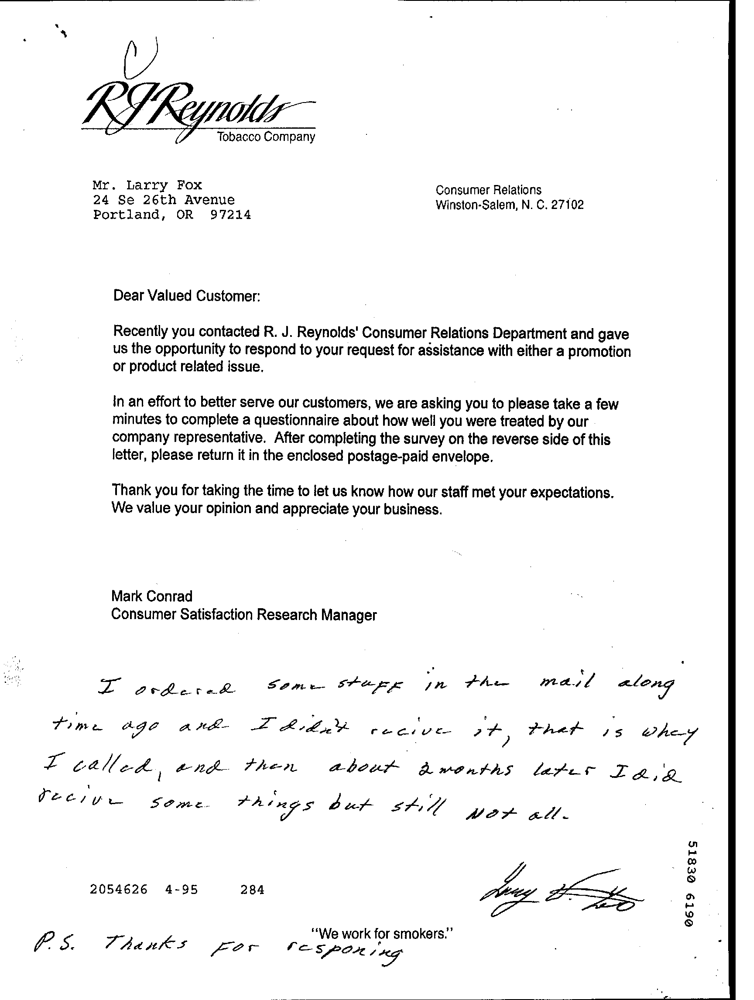 RJReynolds
Tobacco Company
Mr. Larry Fox
24 Se 26th Avenue
Portland, OR 97214
Consumer Relations
Winston-Salem, N. C. 27102
Dear Valued Customer:
Recently you contacted R. J. Reynolds' Consumer Relations Department and gave
us the opportunity to respond to your request for assistance with either a promotion
or product related issue.
In an effort to better serve our customers, we are asking you to please take a few
minutes to complete a questionnaire about how well you were treated by our
company representative. After completing the survey on the reverse side of this
letter, please return it in the enclosed postage-paid envelope.
Thank you for taking the time to let us know how our staff met your expectations.
We value your opinion and appreciate your business.
Mark Conrad
Consumer Satisfaction Research Manager
I ordered some stuff in the mail along
time ago and I didn't recive it, that is whey
I called, and then about 2 months later I did
recive some things but still not all.
2054626 4-95 284
51830 6190
"We work for smokers."
P.S. Thanks For responing